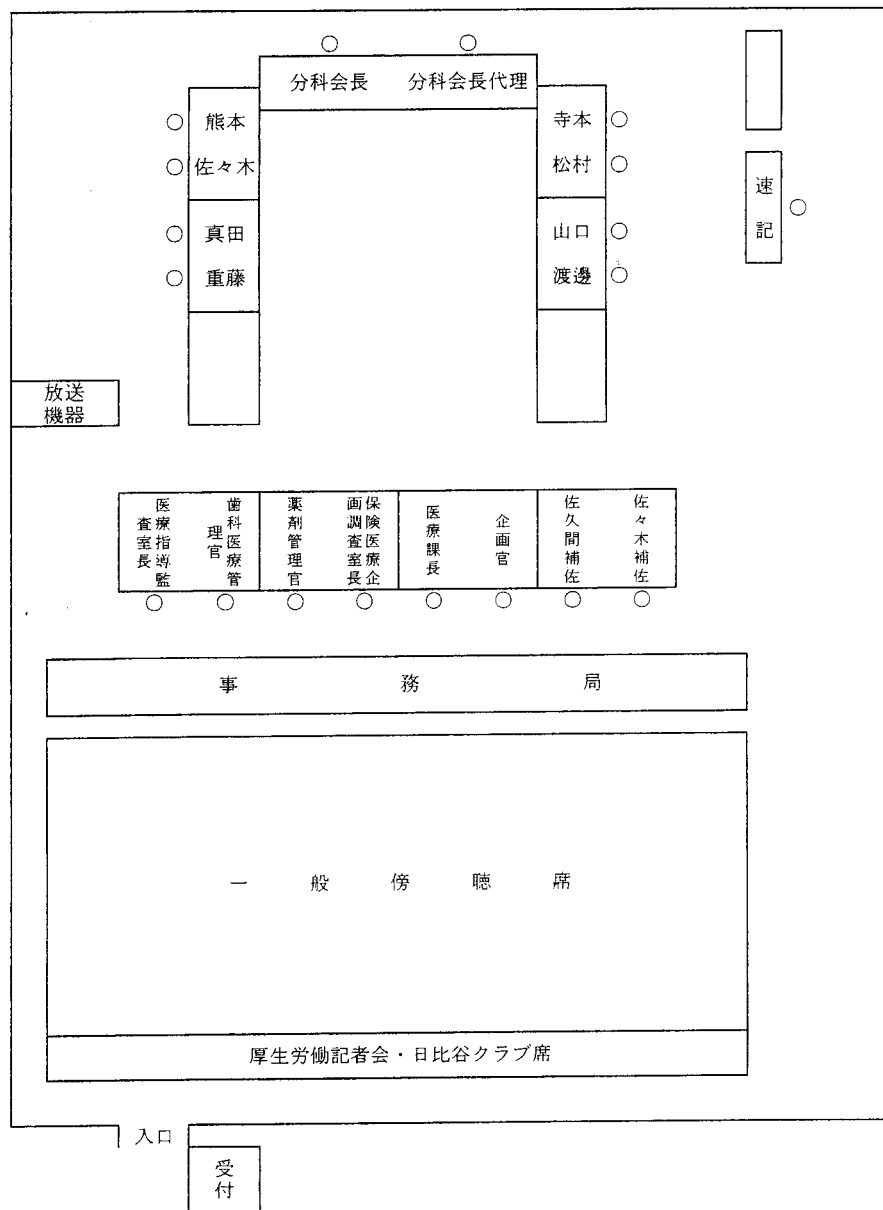 分科会長 分科会長代理
熊本
佐々木
真田
重藤
寺本
松村
山口
渡邊
速記
放送
機器
医療指導監
査室長
歯科医療管
理官
薬剤管理官
保険医療企
画調査室長
医療課長
企画官
佐久間補佐
佐々木補佐
事務局
一般傍聴席
厚生労働記者会・日比谷クラブ席
入口
受
付